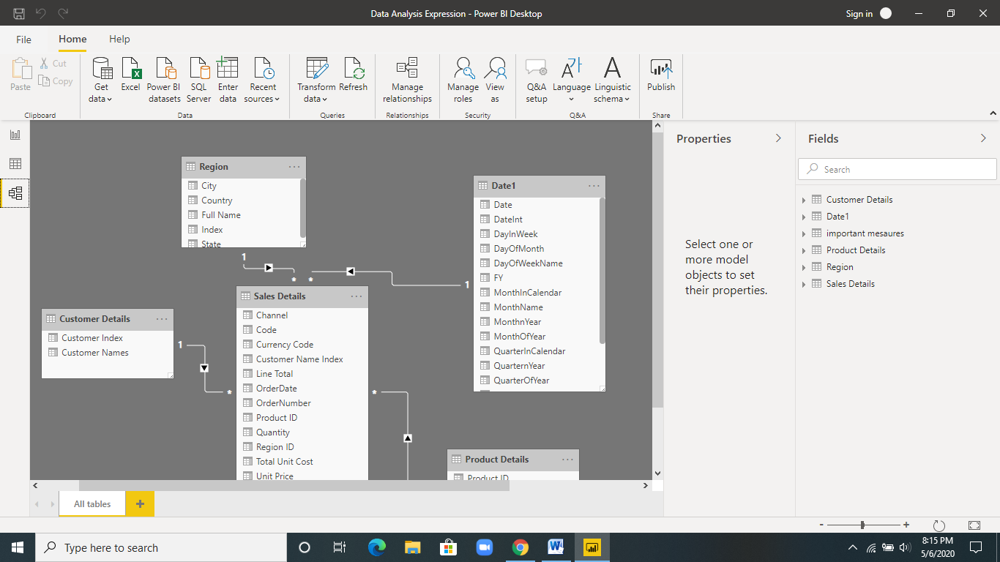 Data Analysis Expression - Power BI Desktop
Sign in
File Home Help
Paste
Cut
Copy
Get data
Excel
Power BI datasets
SQL Server
Enter data
Recent sources
Transform data
Refresh
Manage relationships
Manage roles
View as
Q&A setup
Language
Linguistic schema
Publish
Clipboard
Data
Queries
Relationships
Security
Q&A
Share
Region
City
Country
Full Name
Index
State
1
*
*
1
Date1
Date
DateInt
DayInWeek
DayOfMonth
DayOfWeekName
FY
MonthInCalendar
MonthName
MonthnYear
MonthOfYear
QuarterInCalendar
QuarternYear
QuarterOfYear
Customer Details
Customer Index
Customer Names
1
*
Sales Details
Channel
Code
Currency Code
Customer Name Index
Line Total
OrderDate
OrderNumber
Product ID
Quantity
Region ID
Total Unit Cost
Unit Price
*
Product Details
Product ID
Properties
Select one or
more model
objects to set
their properties.
Fields
Search
Customer Details
Date1
important mesaures
Product Details
Region
Sales Details
All tables
+
- +
Type here to search
8:15 PM
5/6/2020